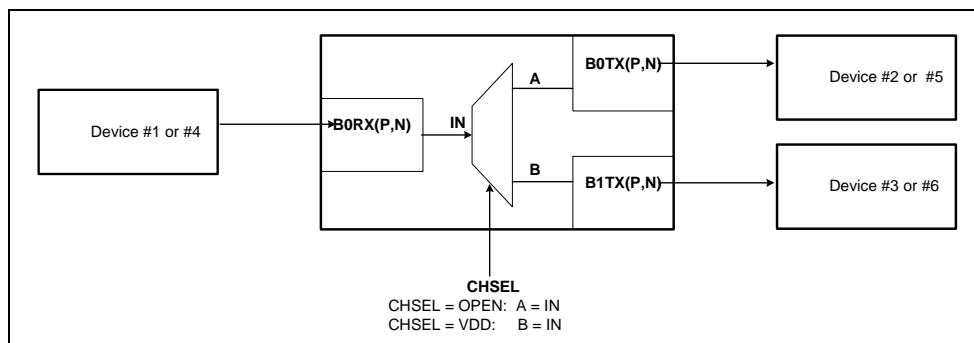 B0TX(P,N)
Device #2 or #5
A
Device #1 or #4
B0RX(P,N)
IN
B
B1TX(P,N)
Device #3 or #6
CHSEL
CHSEL = OPEN: A = IN
CHSEL = VDD: B = IN